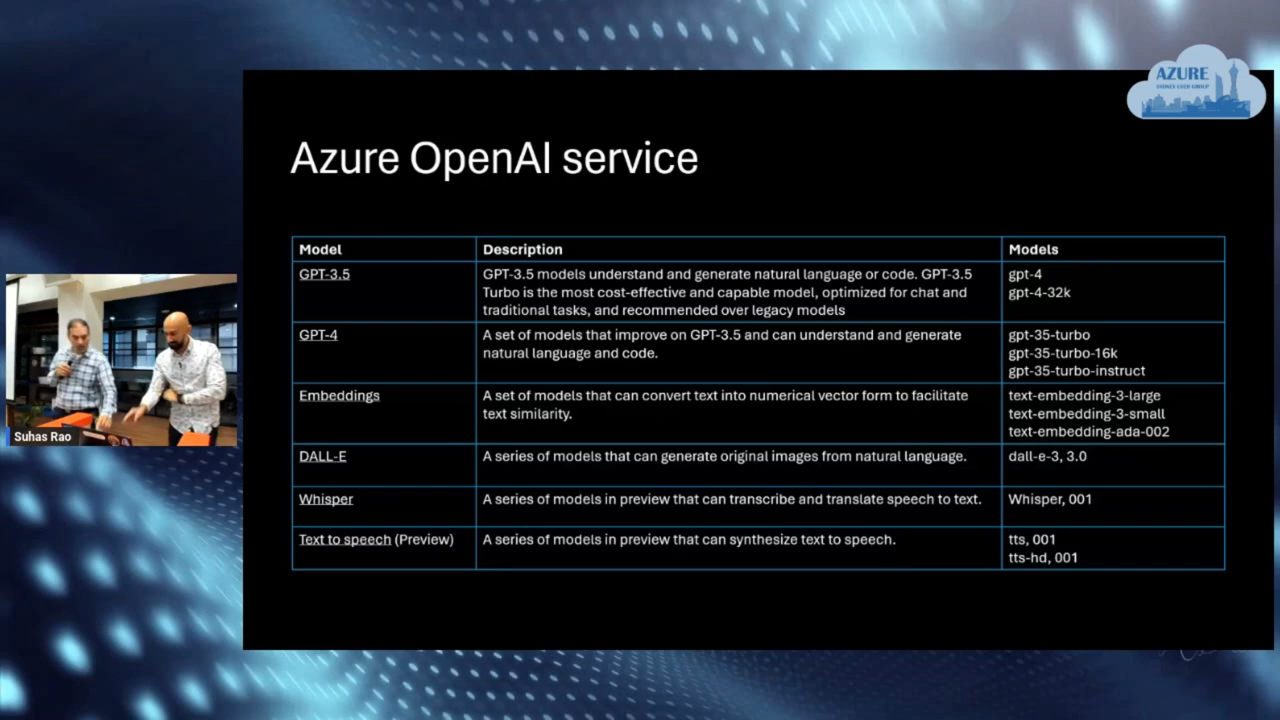 AZURE
SYDNEY USER GROUP
Azure OpenAI service
Model Description Models
GPT-3.5
GPT-3.5 models understand and generate natural language or code. GPT-3.5
Turbo is the most cost-effective and capable model, optimized for chat and
traditional tasks, and recommended over legacy models
gpt-4
gpt-4-32k
GPT-4
A set of models that improve on GPT-3.5 and can understand and generate
natural language and code.
gpt-35-turbo
gpt-35-turbo-16k
gpt-35-turbo-instruct
Embeddings
A set of models that can convert text into numerical vector form to facilitate
text similarity.
text-embedding-3-large
text-embedding-3-small
text-embedding-ada-002
DALL-E
A series of models that can generate original images from natural language.
dall-e-3, 3.0
Whisper
A series of models in preview that can transcribe and translate speech to text.
Whisper, 001
Text to speech (Preview)
A series of models in preview that can synthesize text to speech.
tts, 001
tts-hd, 001
Suhas Rao